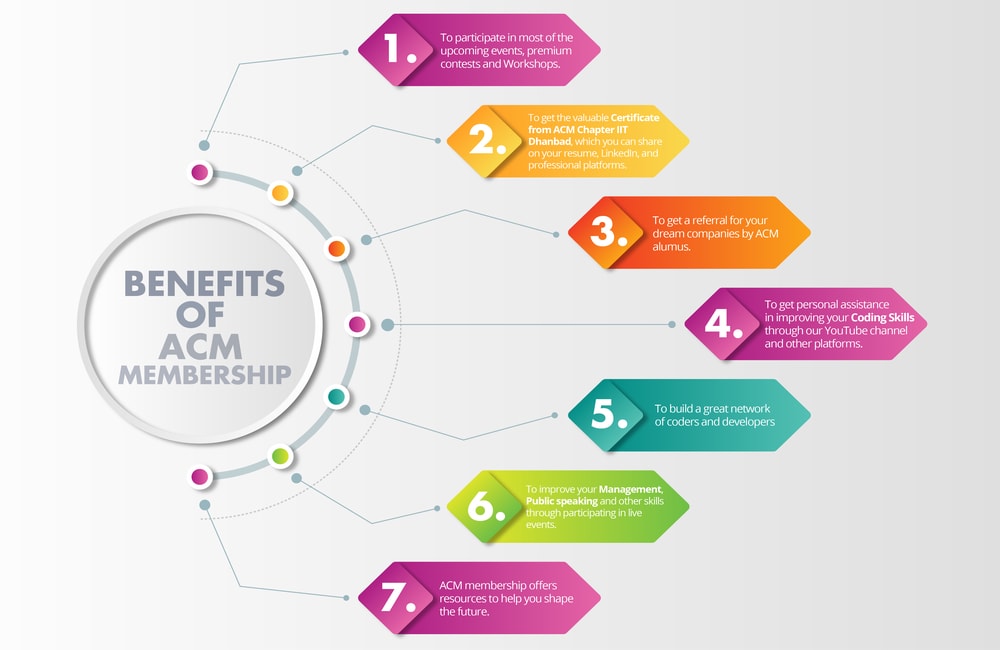 BENEFITS
OF
ACM
MEMBERSHIP
1.
To participate in most of the
upcoming events, premium
contests and Workshops.
2.
To get the valuable Certificate
from ACM Chapter IIT
Dhanbad, which you can share
on your resume, LinkedIn, and
professional platforms.
3.
To get a referral for your
dream companies by ACM
alumus.
4.
To get personal assistance
in improving your Coding Skills
through our YouTube channel
and other platforms.
5.
To build a great network
of coders and developers
6.
To improve your Management,
Public speaking and other skills
through participating in live
events.
7.
ACM membership offers
resources to help you shape
the future.